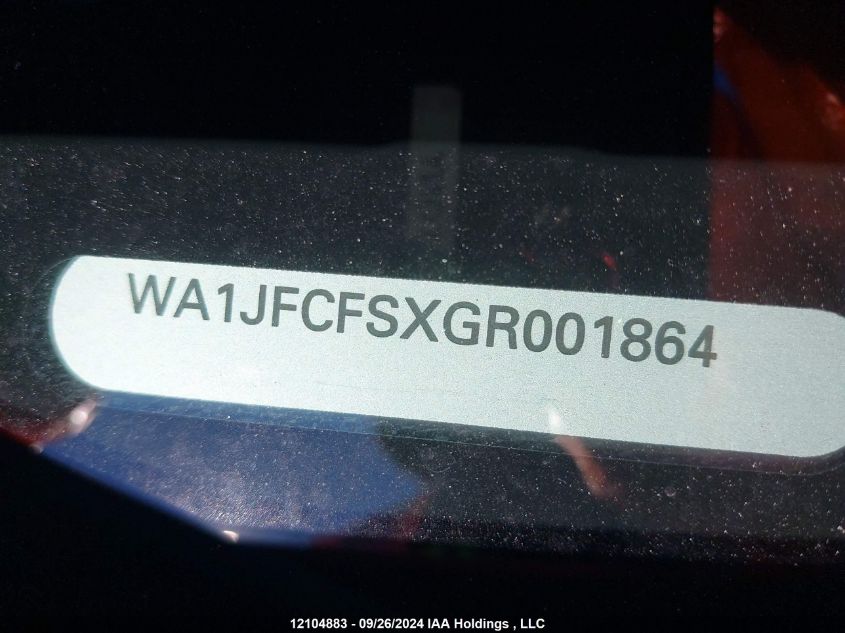 WA1JFCFSXGR001864
12104883 - 09/26/2024 IAA Holdings , LLC